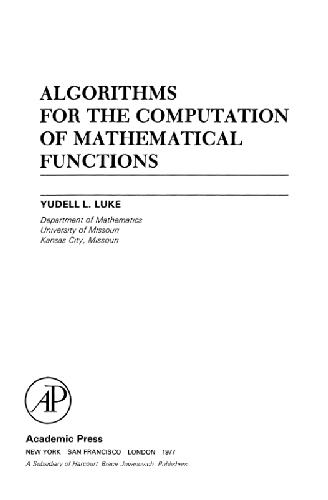 ALGORITHMS
FOR THE COMPUTATION
OF MATHEMATICAL
FUNCTIONS
YUDELL L. LUKE
Department of Mathematics
University of Missouri
Kansas City, Missouri
AP
Academic Press
NEW YORK SAN FRANCISCO LONDON 1977
A Subsidiary of Harcourt Brace Jovanovich, Publishers